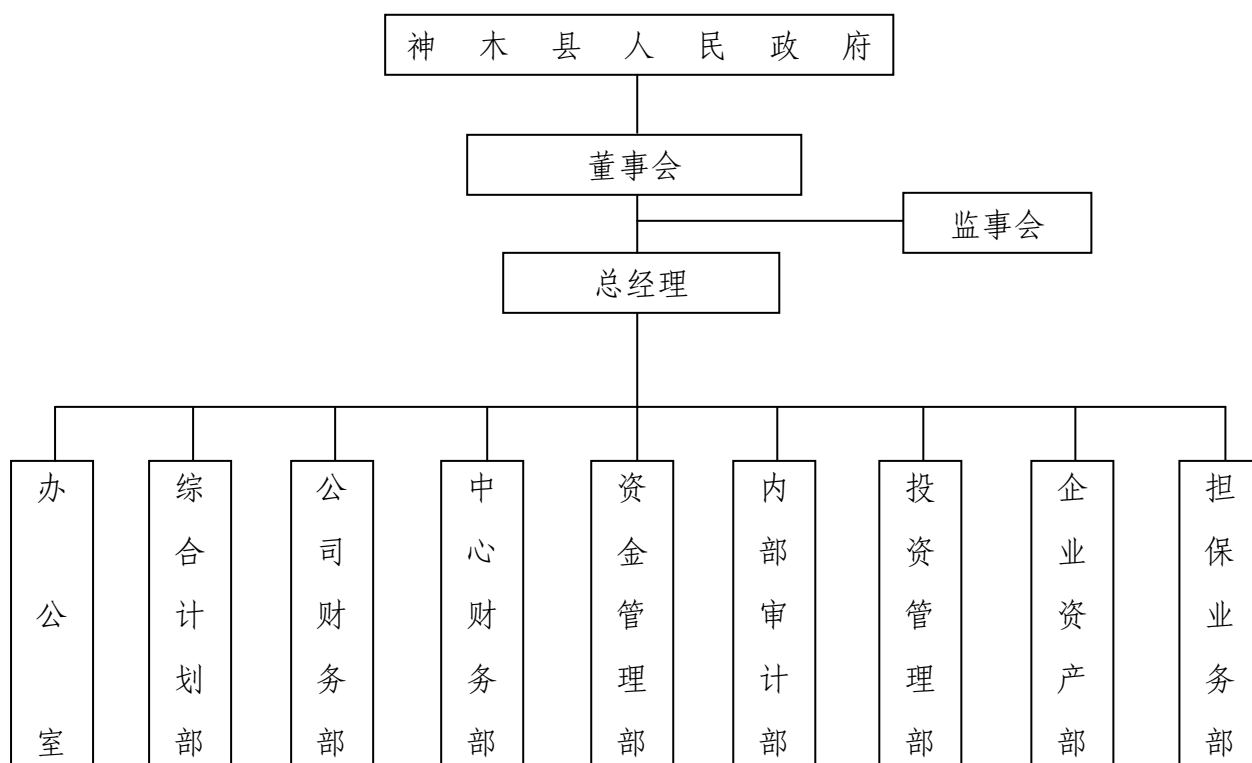 神木县人民政府
董事会
监事会
总经理
办公室
综合计划部
公司财务部
中心财务部
资金管理部
内部审计部
投资管理部
企业资产部
担保业务部